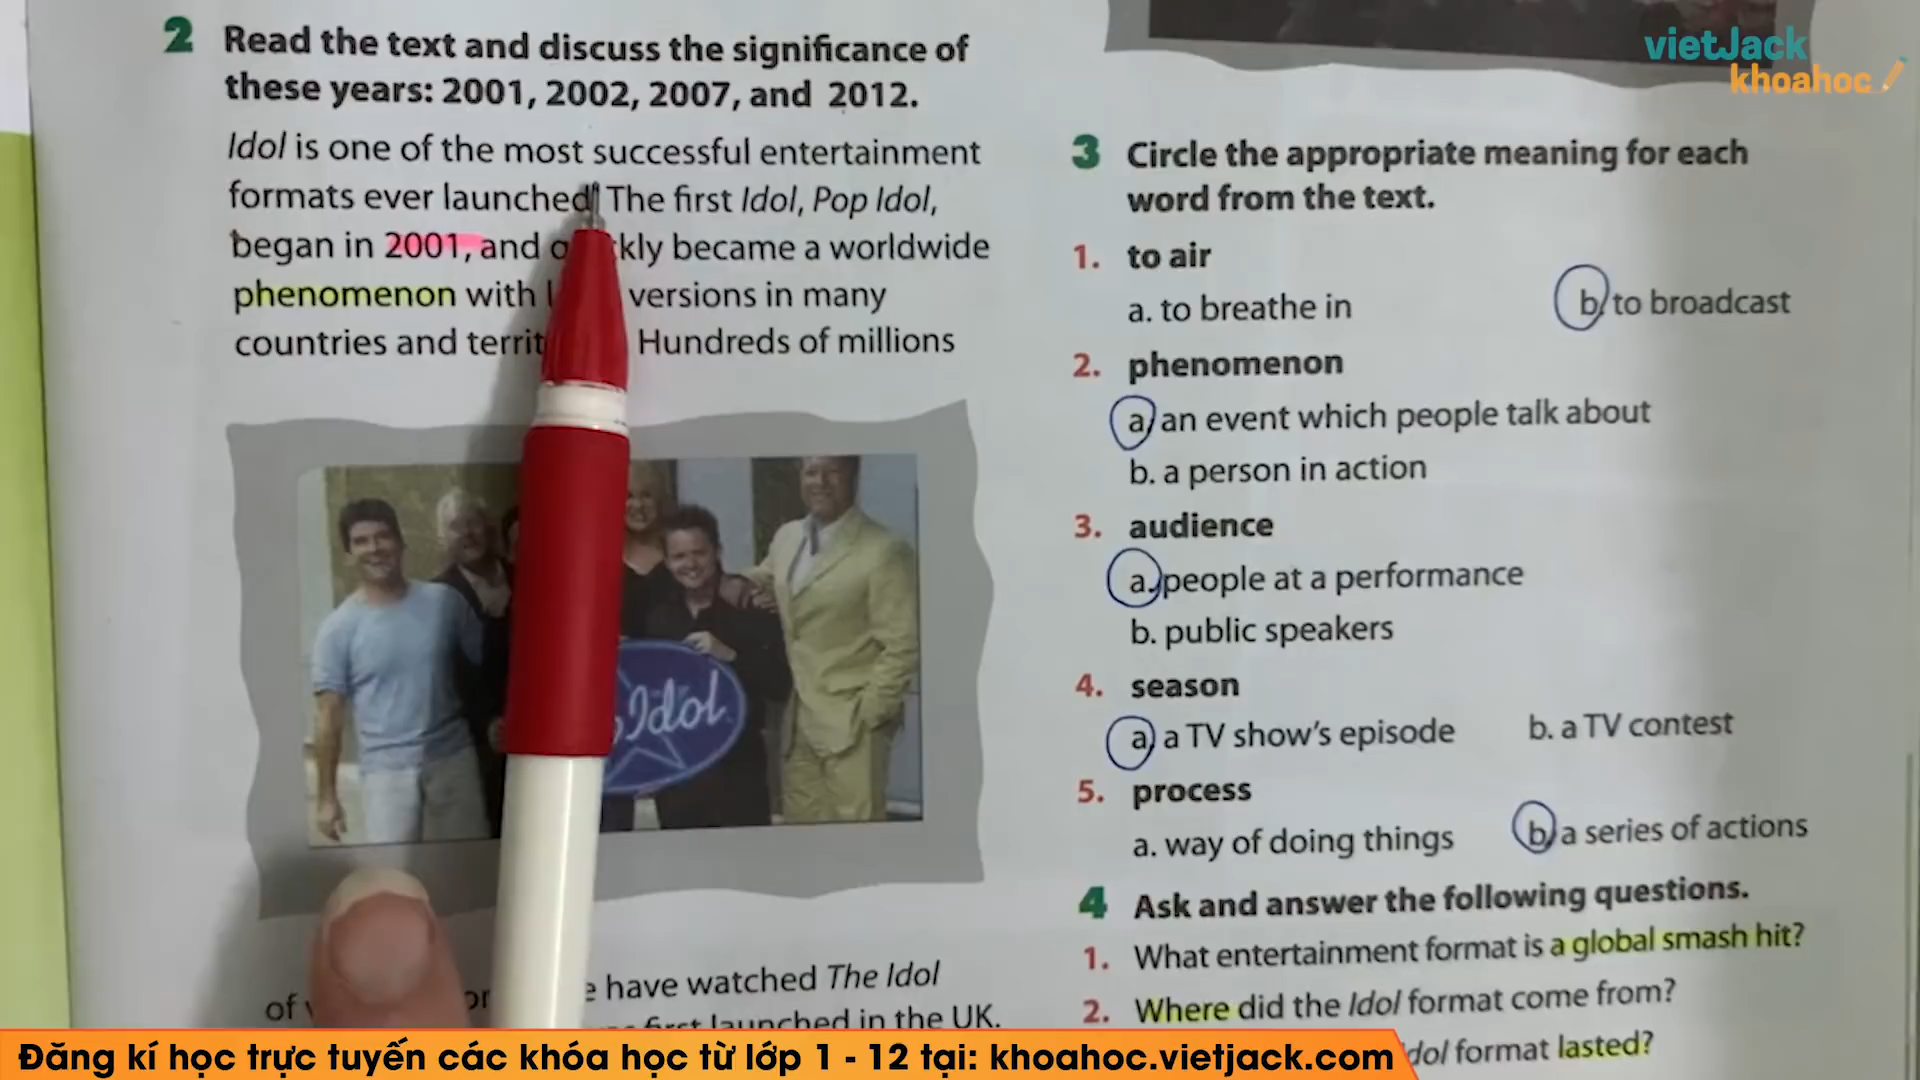 2 Read the text and discuss the significance of
these years: 2001, 2002, 2007, and 2012.
Idol is one of the most successful entertainment
formats ever launched The first Idol, Pop Idol,
began in 2001, and became a worldwide
phenomenon with versions in many
countries and Hundreds of millions
Idol
of have watched The Idol
first launched in the UK.
vietJack
khoahoc
3 Circle the appropriate meaning for each
word from the text.
1. to air
a. to breathe in b. to broadcast
2. phenomenon
a. an event which people talk about
b. a person in action
3. audience
a. people at a performance
b. public speakers
4. season
a. a TV show's episode b. a TV contest
5. process
a. way of doing things b. a series of actions
4 Ask and answer the following questions.
1. What entertainment format is a global smash hit?
2. Where did the Idol format come from?
Idol format lasted?
Đăng kí học trực tuyến các khóa học từ lớp 1 - 12 tại: khoahoc.vietjack.com